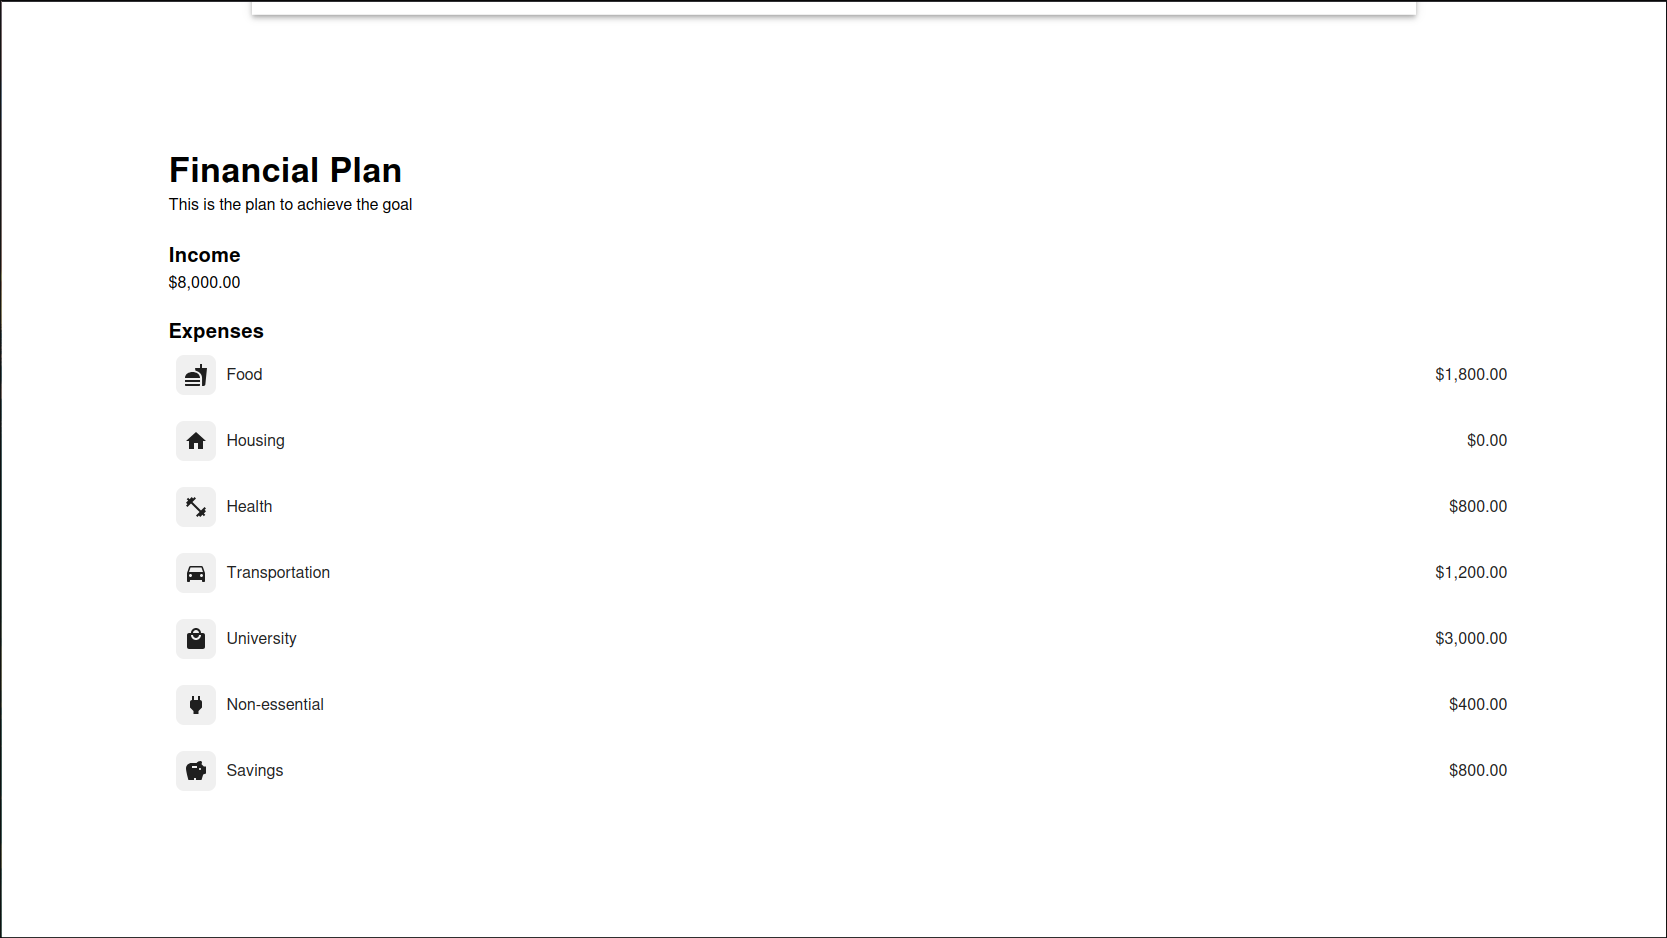 Financial Plan
This is the plan to achieve the goal
Income
$8,000.00
Expenses
Food $1,800.00
Housing $0.00
Health $800.00
Transportation $1,200.00
University $3,000.00
Non-essential $400.00
Savings $800.00